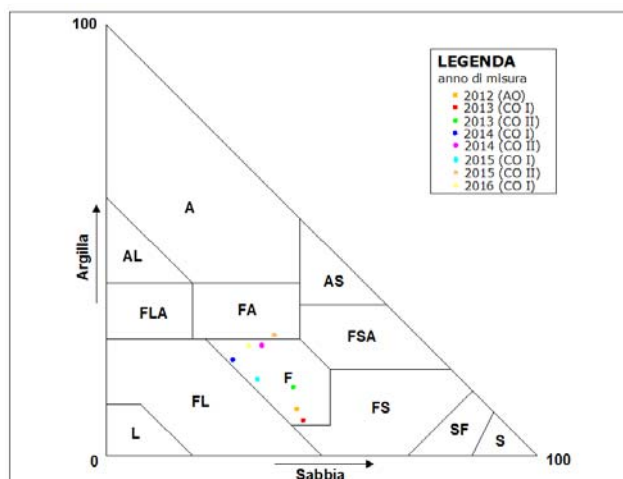 100
LEGENDA
anno di misura
2012 (AO)
2013 (CO I)
2013 (CO II)
2014 (CO I)
2014 (CO II)
2015 (CO I)
2015 (CO II)
2016 (CO I)
A
Argilla
AL
AS
FLA
FA
FSA
F
FL
FS
L
SF
S
0
Sabbia
100